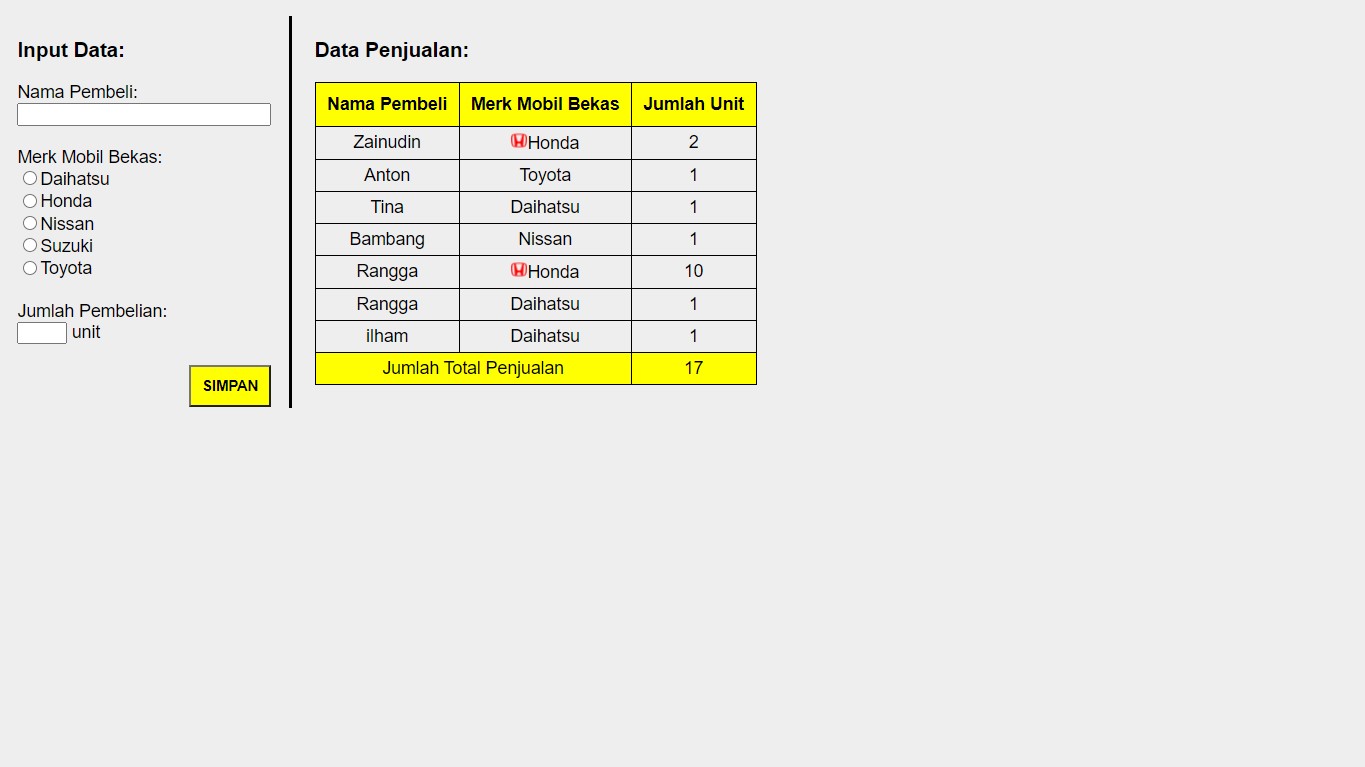 Input Data:
Nama Pembeli:
Merk Mobil Bekas:
Daihatsu
Honda
Nissan
Suzuki
Toyota
Jumlah Pembelian:
unit
SIMPAN
Data Penjualan:
Nama Pembeli Merk Mobil Bekas Jumlah Unit
Zainudin Honda 2
Anton Toyota 1
Tina Daihatsu 1
Bambang Nissan 1
Rangga Honda 10
Rangga Daihatsu 1
ilham Daihatsu 1
Jumlah Total Penjualan 17